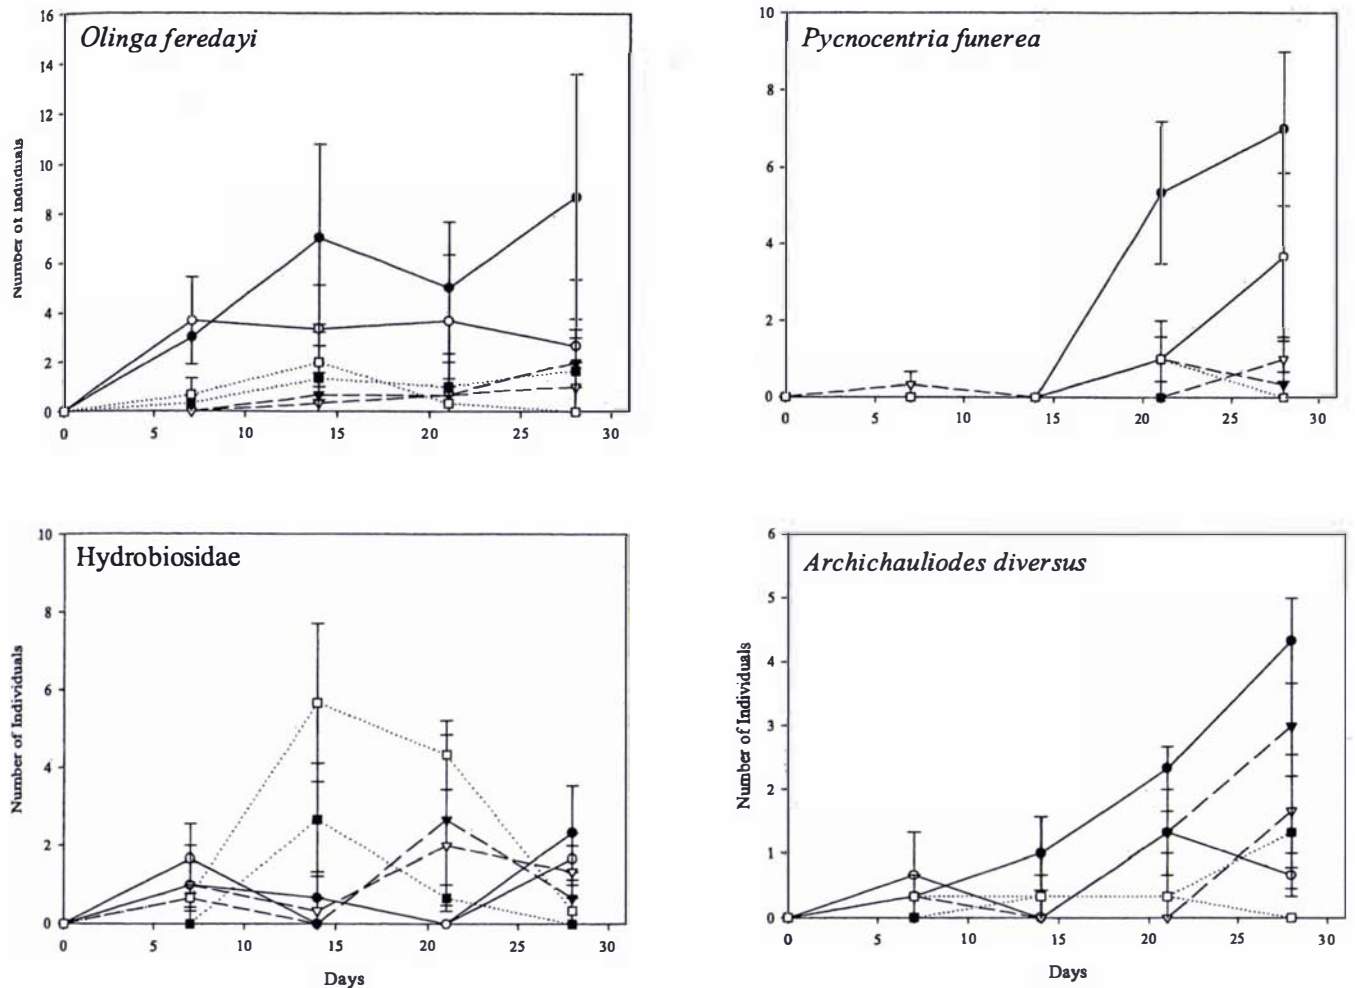 Olinga feredayi
16
14
12
10
8
6
4
2
0
Number of Individuals
0 5 10 15 20 25 30
Pycnocentria funerea
10
8
6
4
2
0
0 5 10 15 20 25 30
Hydrobiosidae
10
8
6
4
2
0
Number of Individuals
0 5 10 15 20 25 30
Days
Archichauliodes diversus
6
5
4
3
2
1
0
Number of Individuals
0 5 10 15 20 25 30
Days